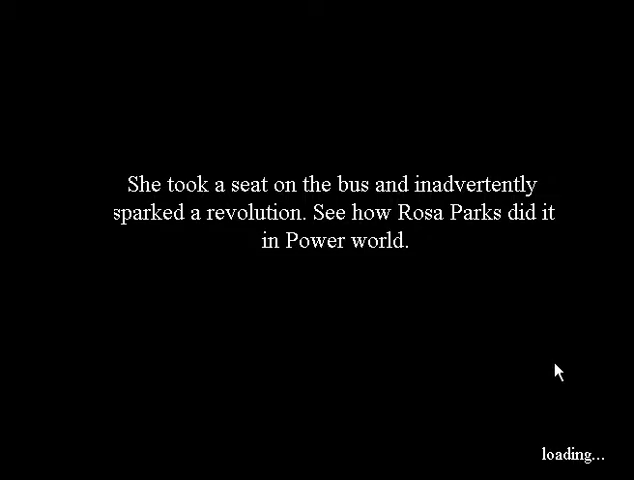 She took a seat on the bus and inadvertently
sparked a revolution. See how Rosa Parks did it
in Power world.
loading...